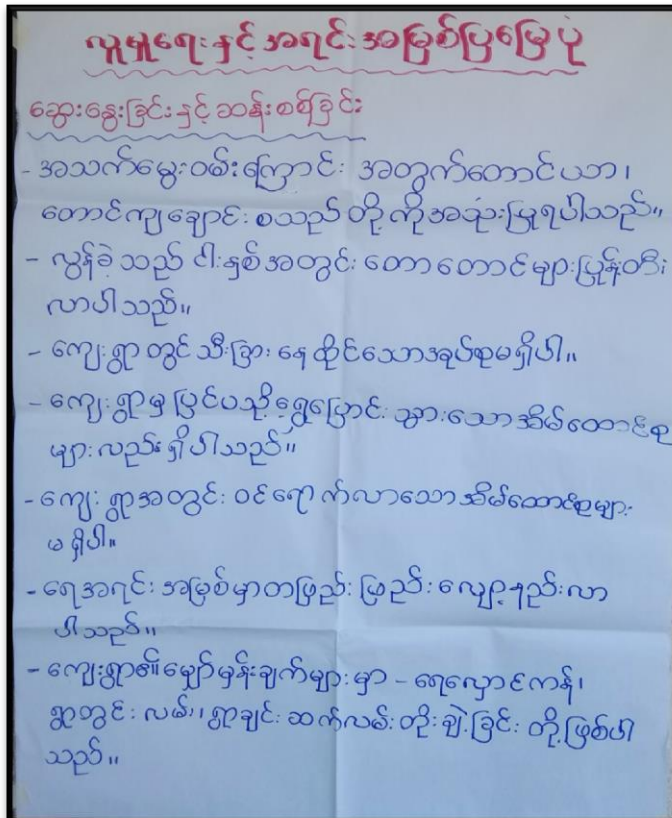 လူမှုရေးနှင့် အရင်းအမြစ်ပြမြေပုံ
ဆွေးနွေးခြင်းနှင့် ဆန်းစစ်ခြင်း
- အသက်မွေးဝမ်းကြောင်း အတွက်တောင်ယာ၊
တောင်ကျချောင်း စသည် တို့ကိုအသုံးပြုရပါသည်။
- လွန်ခဲ့သည် ငါးနှစ်အတွင်း တောတောင်များပြုန်းတီး
လာပါသည်။
- ကျေးရွာ တွင် သီးခြား နေထိုင်သောအုပ်စုမရှိပါ။
- ကျေးရွာမှ ပြင်ပသို့ရွှေ့ပြောင်း သွားသော အိမ်ထောင်စု
များလည်းရှိပါသည်။
- ကျေးရွာအတွင်း ဝင်ရောက်လာသော အိမ်ထောင်စုများ
မရှိပါ။
- ရေအရင်းအမြစ်မှာတဖြည်းဖြည်းလျော့နည်းလာ
ပါသည်။
- ကျေးရွာ၏မျှော်မှန်းချက်များမှာ - ရေလှောင်ကန်၊
ရွာတွင်းလမ်း၊ ရွာချင်းဆက်လမ်း တိုးချဲ့ခြင်း တို့ဖြစ်ပါ
သည်။